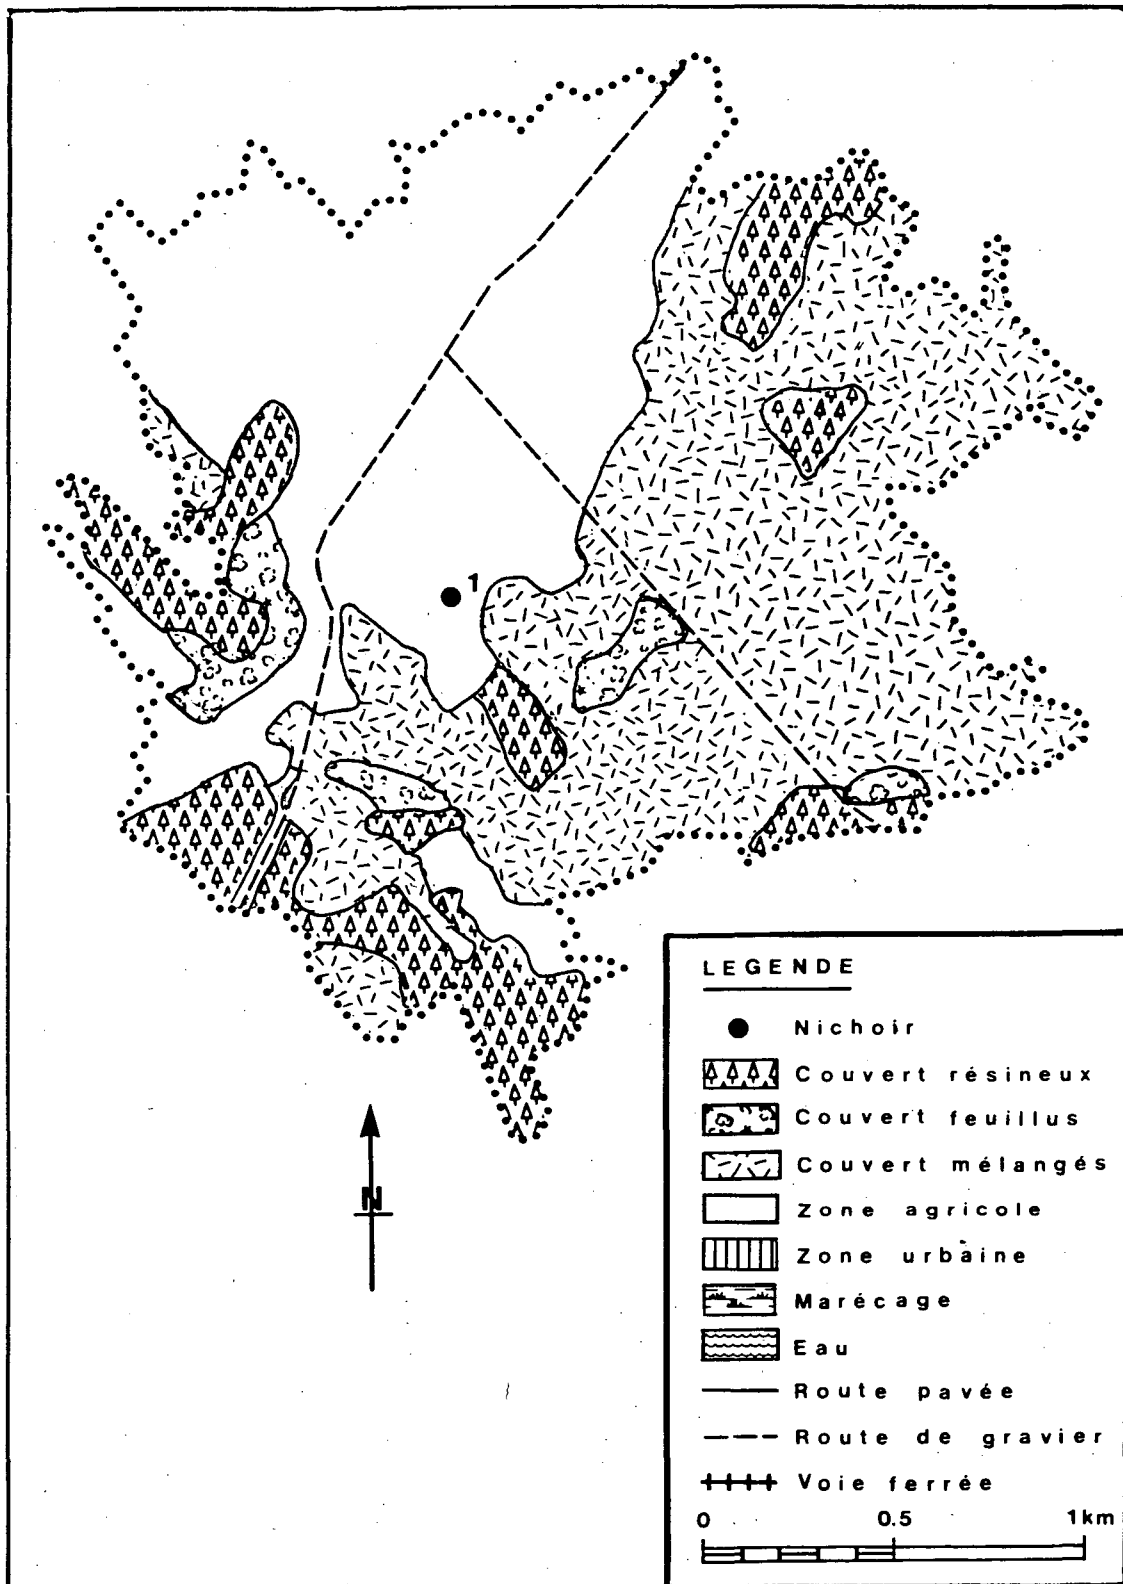 1
N
LEGENDE
Nichoir
Couvert résineux
Couvert feuillus
Couvert mélangés
Zone agricole
Zone urbaine
Marécage
Eau
Route pavée
Route de gravier
Voie ferrée
0 0.5 1km